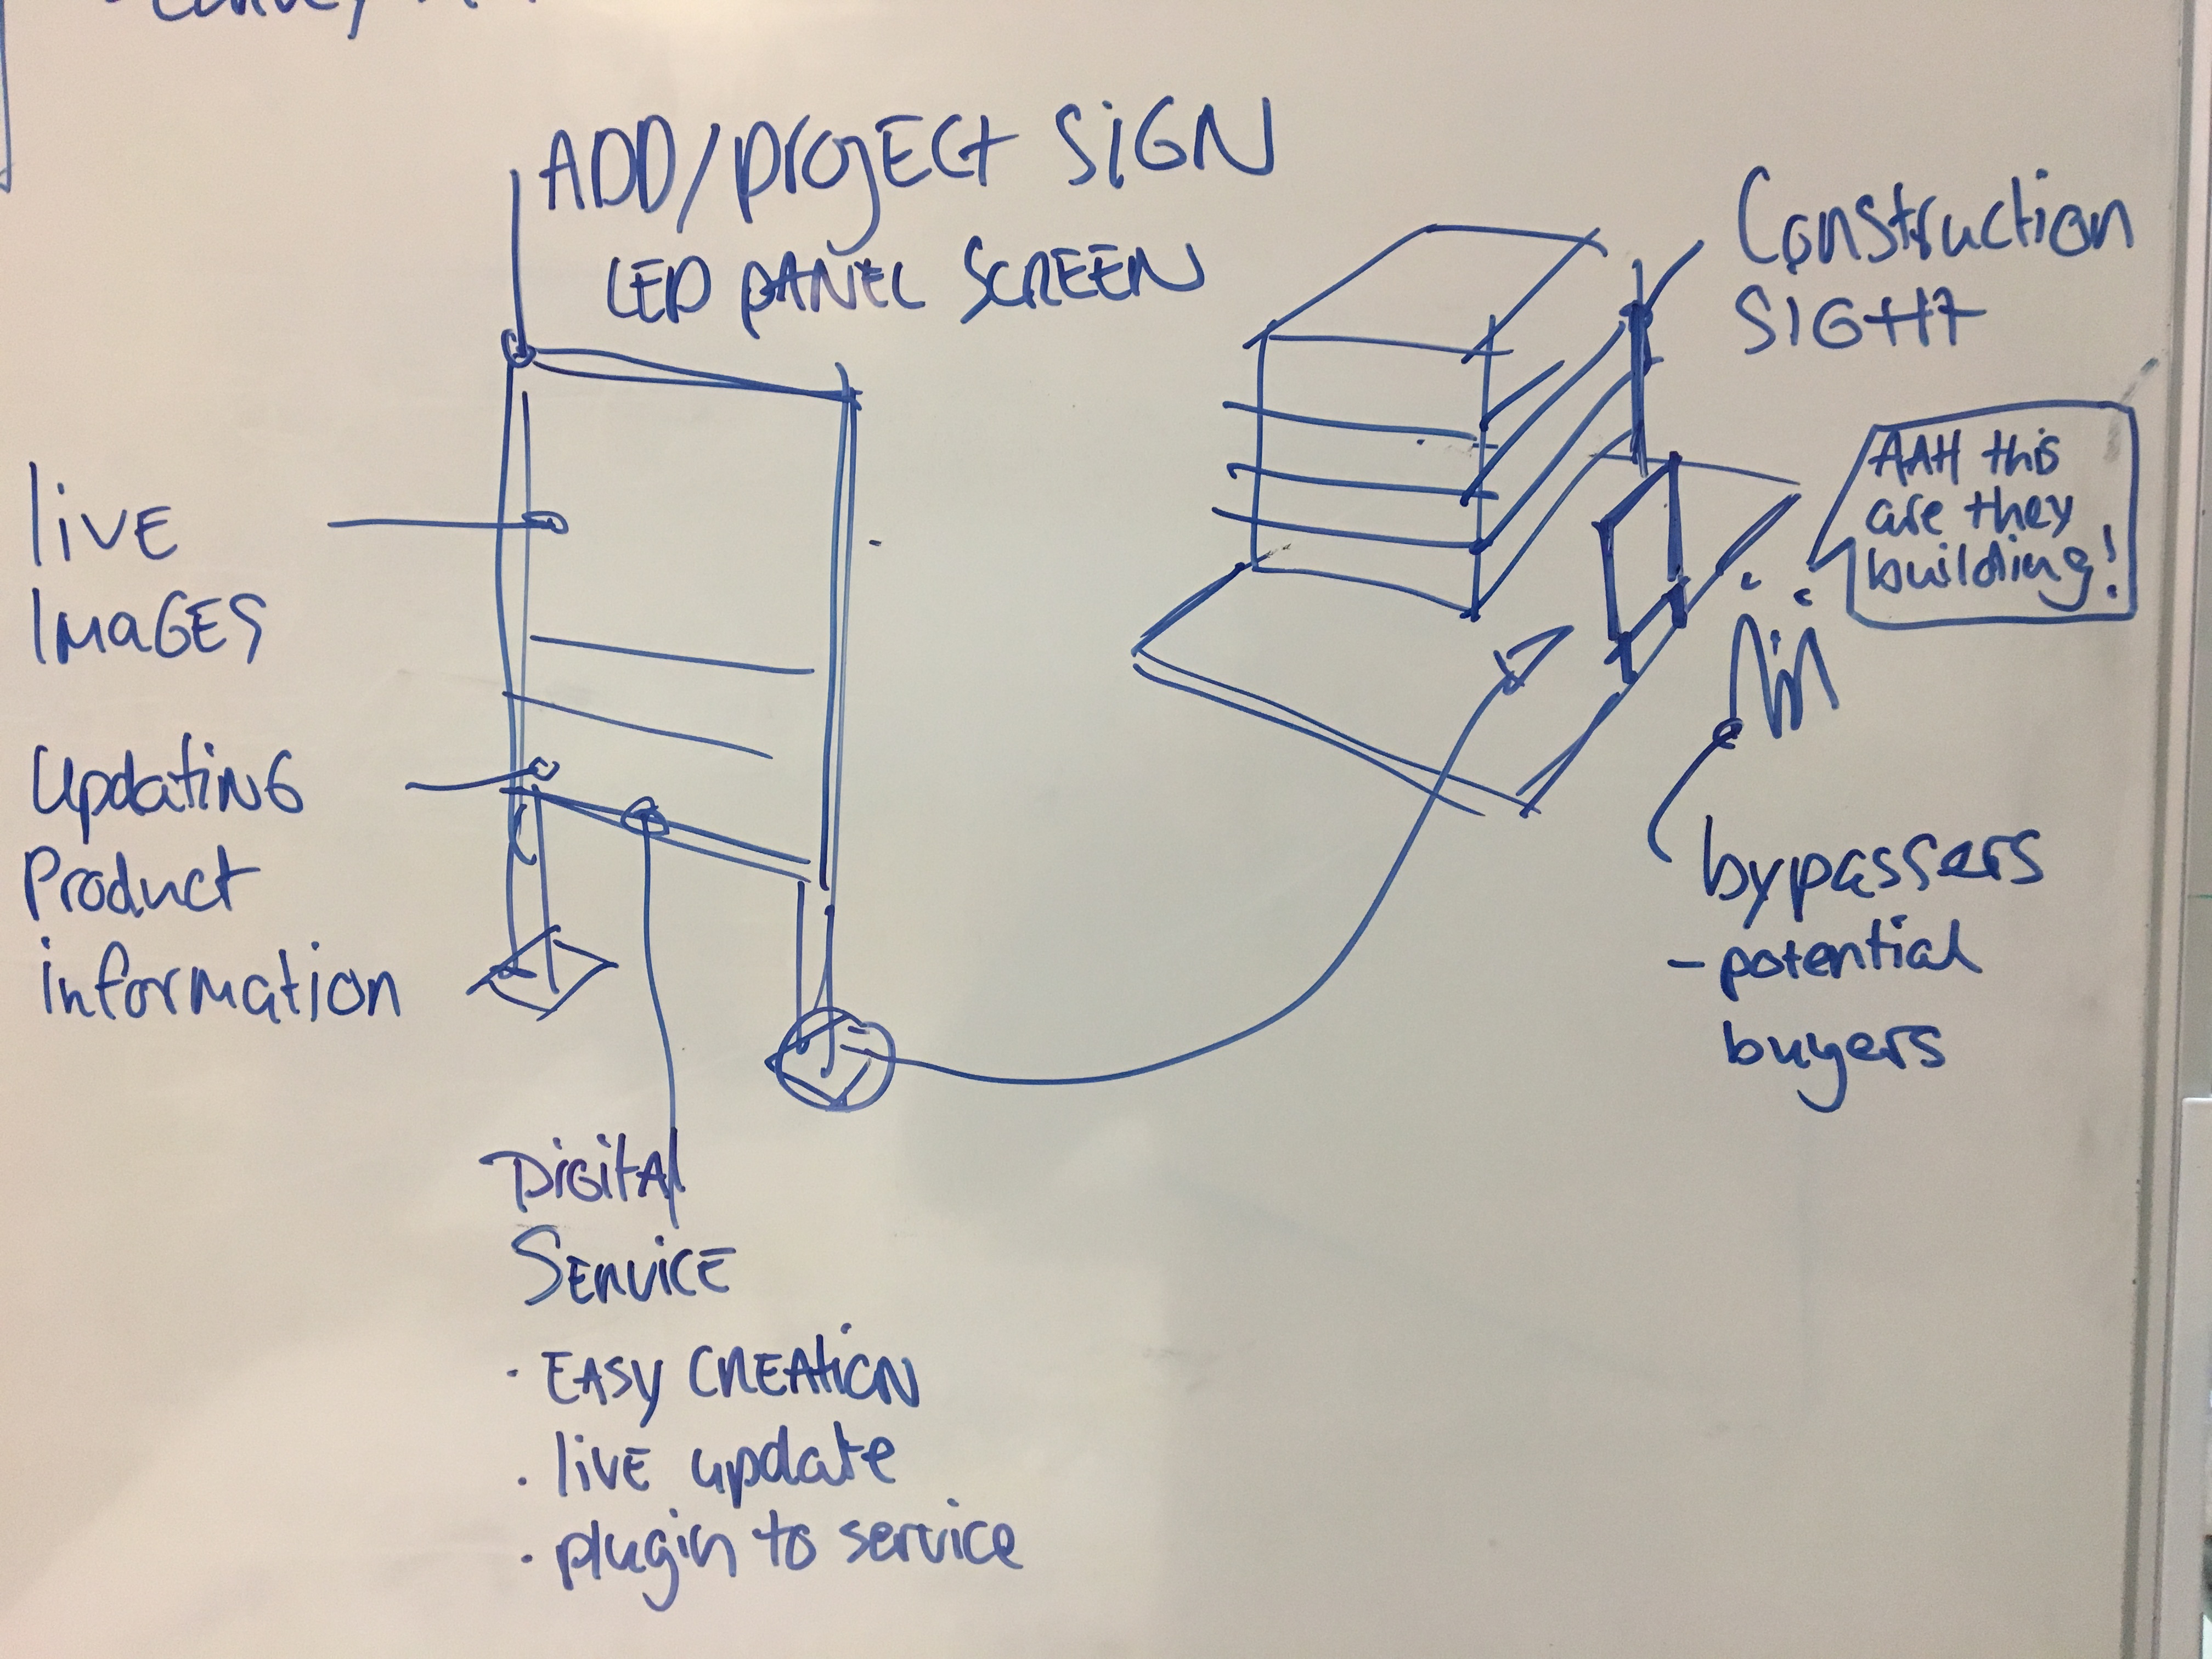 ADD/PROJECT SIGN
LED PANEL SCREEN
Construction
SIGHT
AAH this
are they
building!
live
IMAGES
Updating
Product
information
bypassers
- potential
buyers
Digital
Service
· EASY CREATION
· live update
· plugin to service